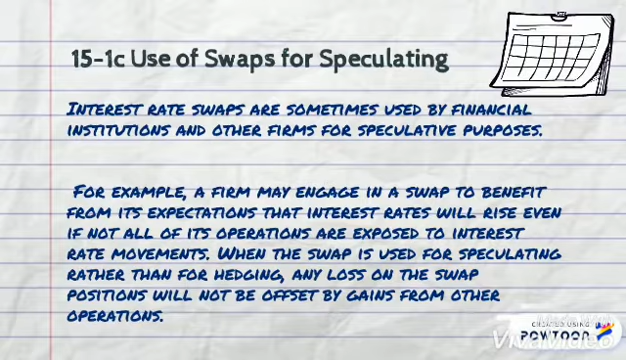 15-1c Use of Swaps for Speculating
Interest rate swaps are sometimes used by financial
institutions and other firms for speculative purposes.
For example, a firm may engage in a swap to benefit
from its expectations that interest rates will rise even
if not all of its operations are exposed to interest
rate movements. When the swap is used for speculating
rather than for hedging, any loss on the swap
positions will not be offset by gains from other
operations.
CREATED USING
POWTOON
VivaVideo